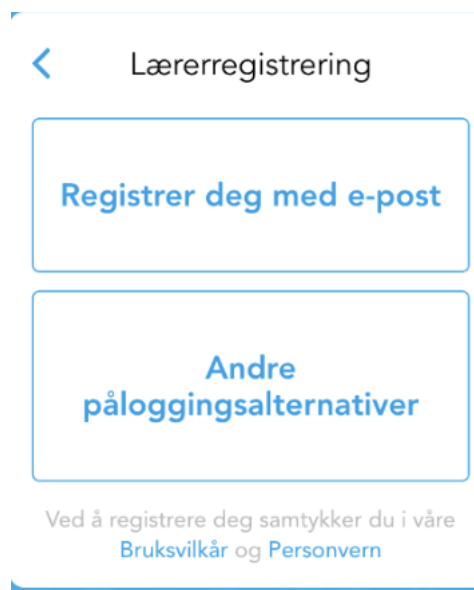 Lærerregistrering
Registrer deg med e-post
Andre
påloggingsalternativer
Ved å registrere deg samtykker du i våre
Bruksvilkår og Personvern